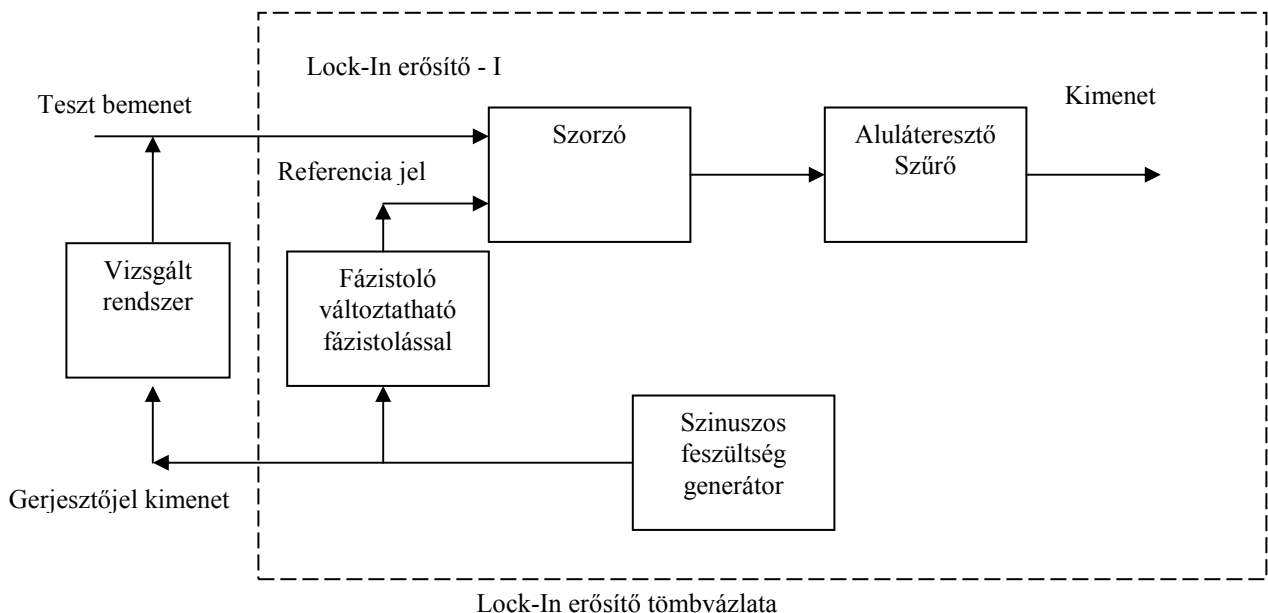 Lock-In erősítő - I
Teszt bemenet
Kimenet
Szorzó
Aluláteresztő
Szűrő
Referencia jel
Vizsgált
rendszer
Fázistoló
változtatható
fázistolással
Szinuszos
feszültség
generátor
Gerjesztőjel kimenet
Lock-In erősítő tömbvázlata